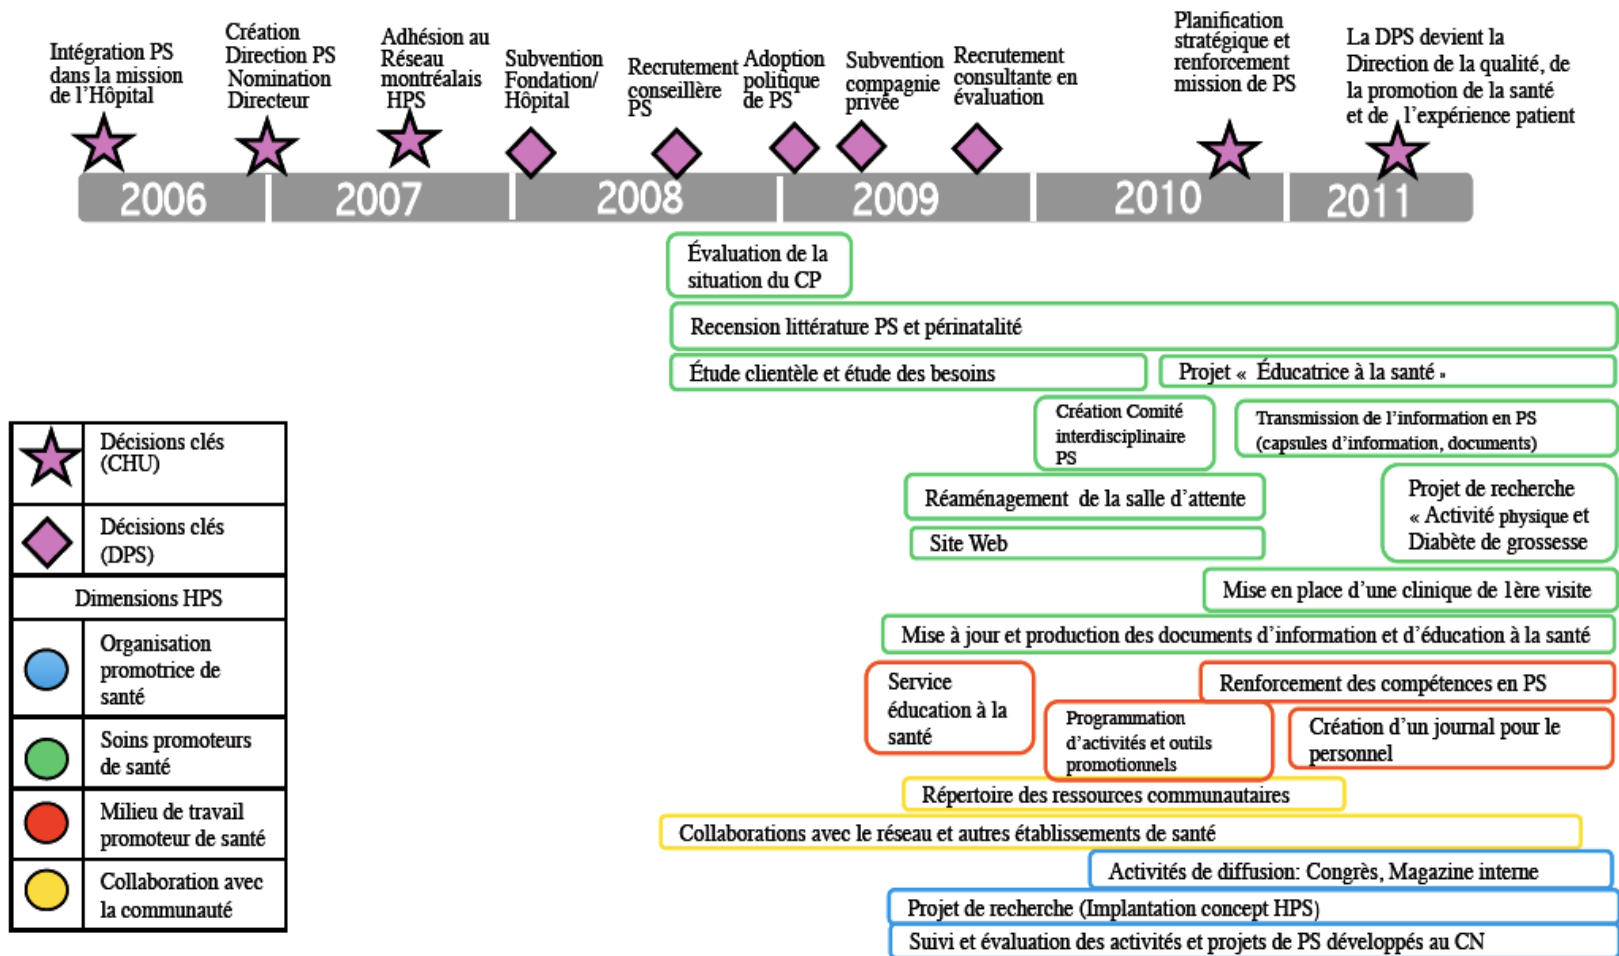 Intégration PS
dans la mission
de l'Hôpital
Création
Direction PS
Nomination
Directeur
Adhésion au
Réseau
montréalais
HPS
Subvention
Fondation/
Hôpital
Recrutement
conseillère
PS
Adoption
politique
de PS
Subvention
compagnie
privée
Recrutement
consultante en
évaluation
Planification
stratégique et
renforcement
mission de PS
La DPS devient la
Direction de la qualité, de
la promotion de la santé
et de l'expérience patient
2006
2007
2008
2009
2010
2011
Évaluation de la
situation du CP
Recension littérature PS et périnatalité
Étude clientèle et étude des besoins
Projet « Éducatrice à la santé »
Création Comité
interdisciplinaire
PS
Transmission de l'information en PS
(capsules d'information, documents)
Réaménagement de la salle d'attente
Projet de recherche
« Activité physique et
Diabète de grossesse
Site Web
Mise en place d'une clinique de 1ère visite
Mise à jour et production des documents d'information et d'éducation à la santé
Service
éducation à la
santé
Renforcement des compétences en PS
Programmation
d'activités et outils
promotionnels
Création d'un journal pour le
personnel
Répertoire des ressources communautaires
Collaborations avec le réseau et autres établissements de santé
Activités de diffusion: Congrès, Magazine interne
Projet de recherche (Implantation concept HPS)
Suivi et évaluation des activités et projets de PS développés au CN
Décisions clés
(CHU)
Décisions clés
(DPS)
Dimensions HPS
Organisation
promotrice de
santé
Soins promoteurs
de santé
Milieu de travail
promoteur de santé
Collaboration avec
la communauté